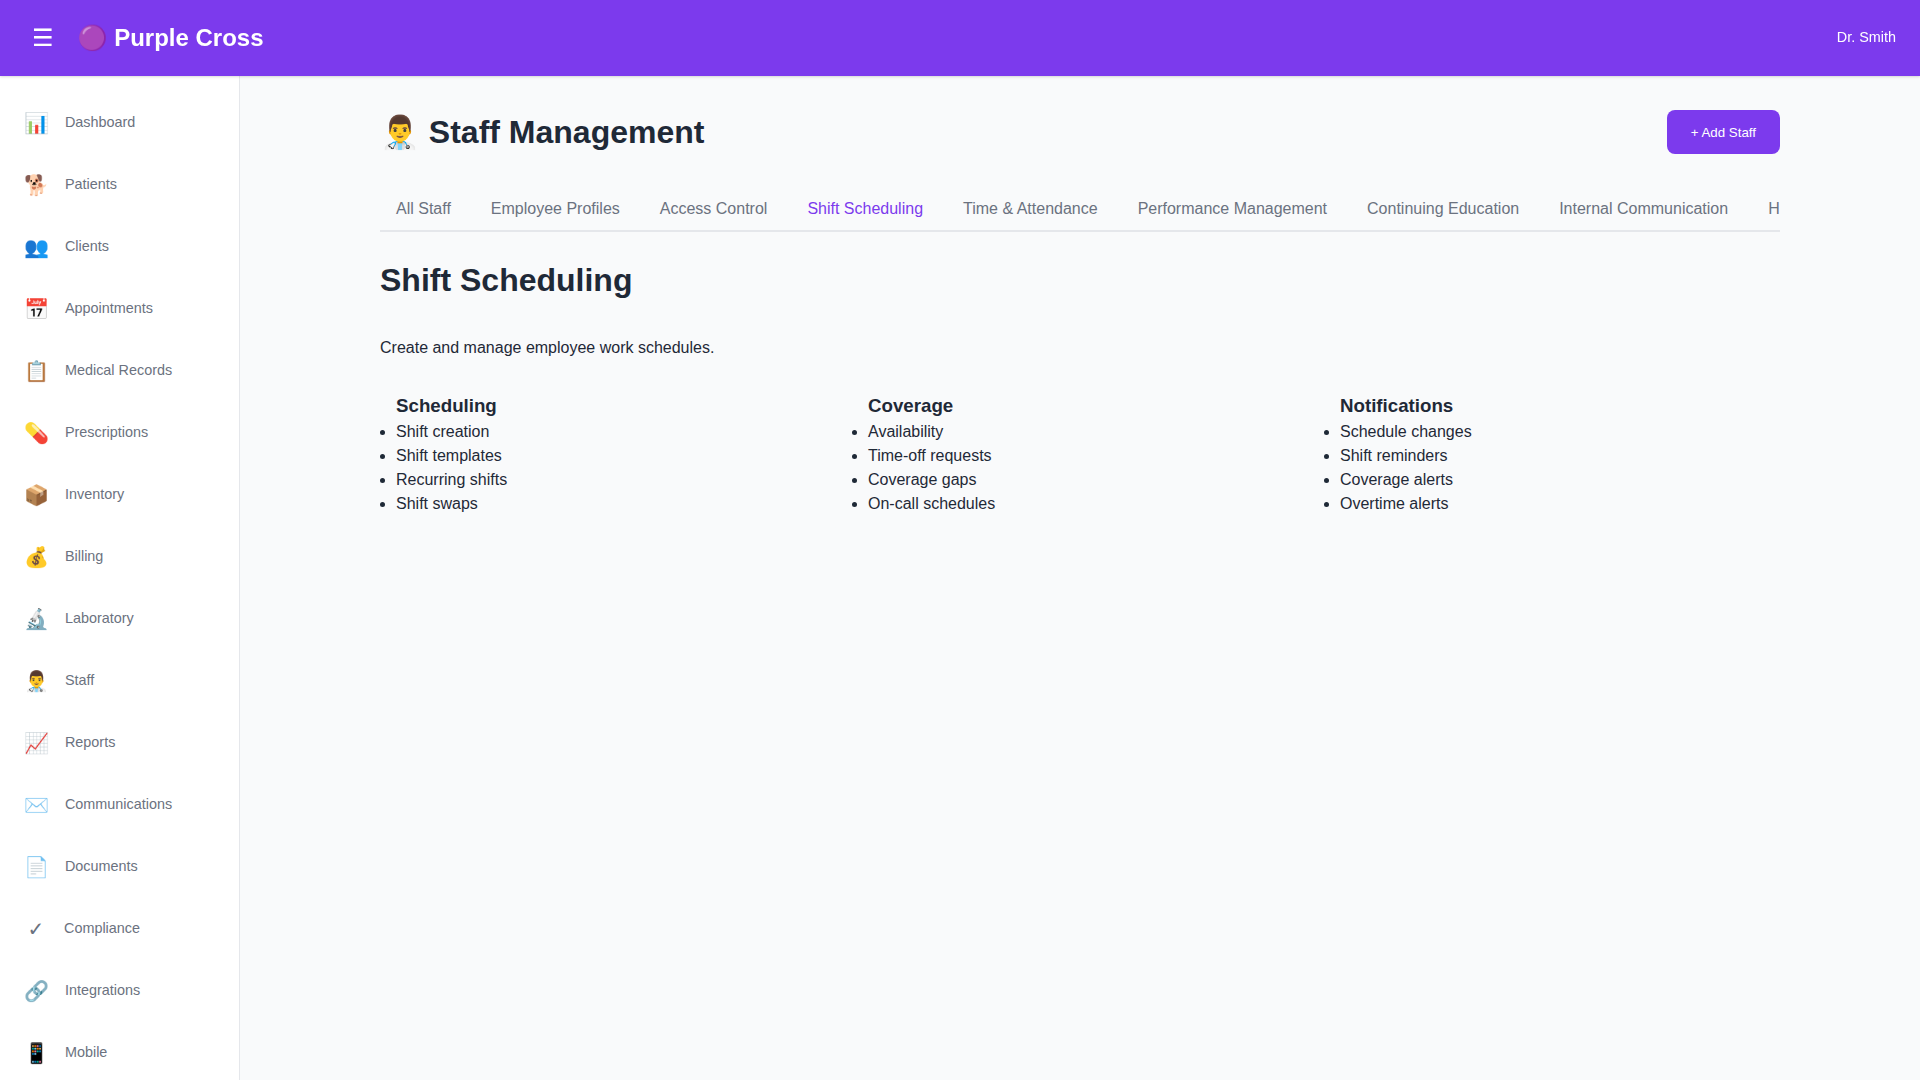 ☰ 🟣 Purple Cross
Dr. Smith
Dashboard
Patients
Clients
Appointments
Medical Records
Prescriptions
Inventory
Billing
Laboratory
Staff
Reports
Communications
Documents
✓ Compliance
Integrations
Mobile
Staff Management
+ Add Staff
All Staff Employee Profiles Access Control Shift Scheduling Time & Attendance Performance Management Continuing Education Internal Communication H
Shift Scheduling
Create and manage employee work schedules.
Scheduling
• Shift creation
• Shift templates
• Recurring shifts
• Shift swaps
Coverage
• Availability
• Time-off requests
• Coverage gaps
• On-call schedules
Notifications
• Schedule changes
• Shift reminders
• Coverage alerts
• Overtime alerts